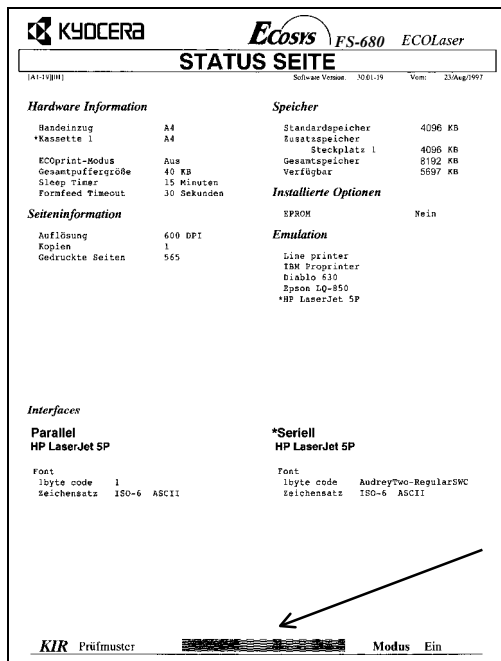 KYOCERA ECOSYS FS-680 ECOLaser
STATUS SEITE
[A1-IV][01] Software Version: 30.01-19 Vom: 23/Aug/1997
Hardware Information
Handeinzug A4
*Kassette 1 A4
ECOprint-Modus Aus
Gesamtpuffergröße 40 KB
Sleep Timer 15 Minuten
Formfeed Timeout 30 Sekunden
Seiteninformation
Auflösung 600 DPI
Kopien 1
Gedruckte Seiten 565
Speicher
Standardspeicher 4096 KB
Zusatzspeicher
Steckplatz 1 4096 KB
Gesamtspeicher 8192 KB
Verfügbar 5697 KB
Installierte Optionen
EPROM Nein
Emulation
Line printer
IBM Proprinter
Diablo 630
Epson LQ-850
*HP LaserJet 5P
Interfaces
Parallel
HP LaserJet 5P
Font
1byte code 1
Zeichensatz ISO-6 ASCII
*Seriell
HP LaserJet 5P
Font
1byte code AudreyTwo-RegularSWC
Zeichensatz ISO-6 ASCII
KIR Prüfmuster Modus Ein